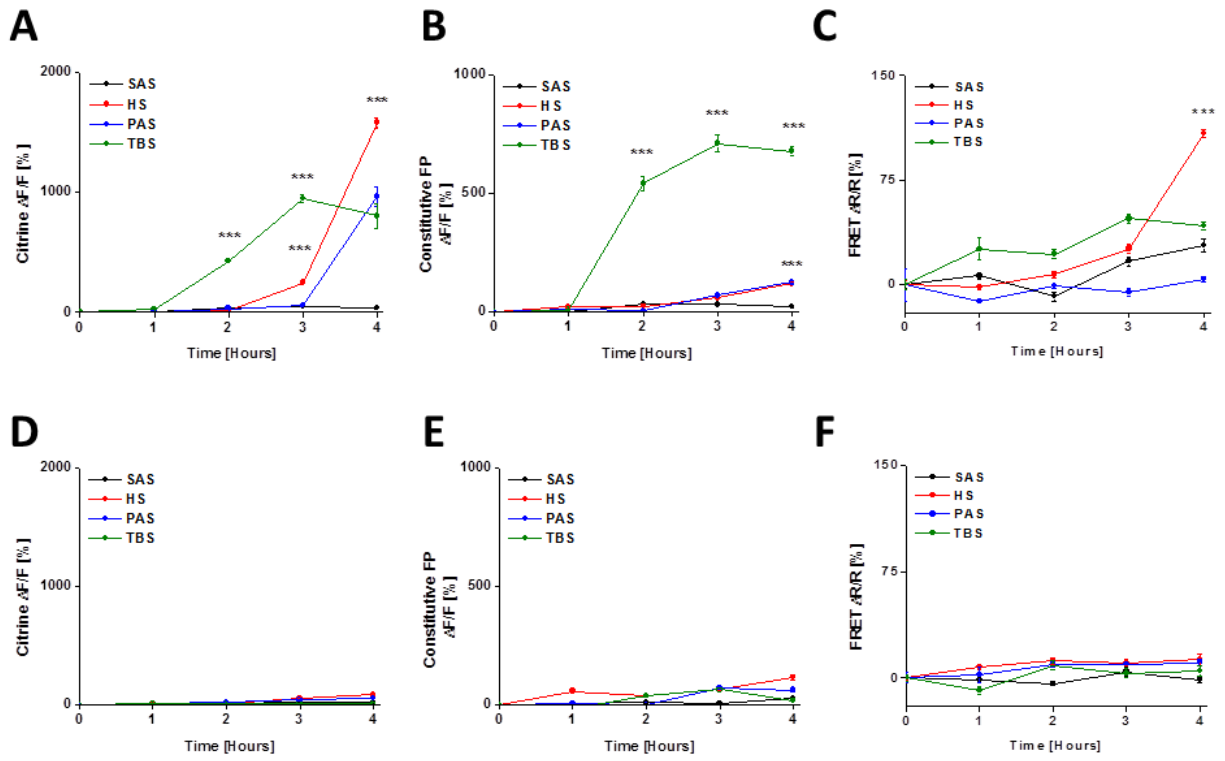 A
B
C
2000
1000
0
0
1
2
3
4
Time [Hours]
Citrine ΔF/F [%]
SAS
HS
PAS
TBS
***
***
***
***
1000
500
0
0
1
2
3
4
Time [Hours]
Constitutive FP
ΔF/F [%]
SAS
HS
PAS
TBS
***
***
***
***
150
75
0
0
1
2
3
4
Time [Hours]
FRET ΔR/R [%]
SAS
HS
PAS
TBS
***
D
E
F
2000
1000
0
0
1
2
3
4
Time [Hours]
Citrine ΔF/F [%]
SAS
HS
PAS
TBS
1000
500
0
0
1
2
3
4
Time [Hours]
Constitutive FP
ΔF/F [%]
SAS
HS
PAS
TBS
150
75
0
0
1
2
3
4
Time [Hours]
FRET ΔR/R [%]
SAS
HS
PAS
TBS